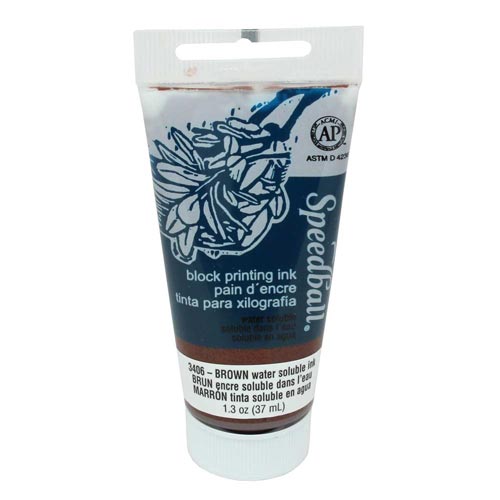 ACMI
AP
ASTM D 4236
Speedball.
block printing ink
pain d'encre
tinta para xilografía
water soluble
soluble dans l'eau
soluble en agua
3406 – BROWN water soluble ink
BRUN encre soluble dans l'eau
MARRÓN tinta soluble en agua
1.3 oz (37 mL)